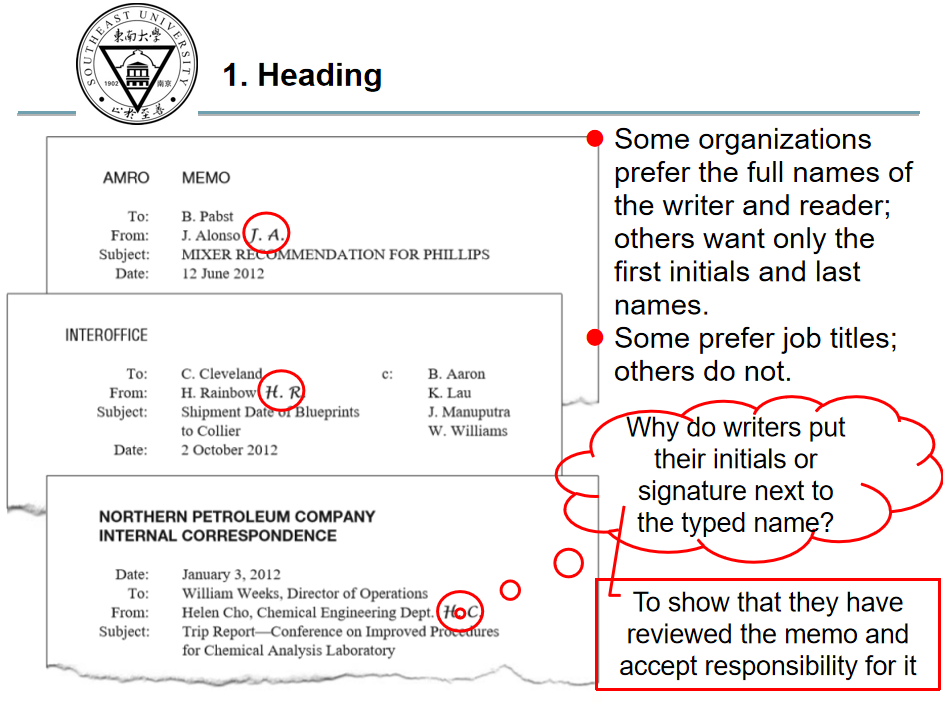 SOUTHEAST UNIVERSITY
東南大學
1902 南京
止於至善
1. Heading
AMRO MEMO
To: B. Pabst
From: J. Alonso J. A.
Subject: MIXER RECOMMENDATION FOR PHILLIPS
Date: 12 June 2012
INTEROFFICE
To: C. Cleveland c: B. Aaron
From: H. Rainbow H. R. K. Lau
Subject: Shipment Date of Blueprints J. Manuputra
to Collier W. Williams
Date: 2 October 2012
NORTHERN PETROLEUM COMPANY
INTERNAL CORRESPONDENCE
Date: January 3, 2012
To: William Weeks, Director of Operations
From: Helen Cho, Chemical Engineering Dept. H. C.
Subject: Trip Report—Conference on Improved Procedures
for Chemical Analysis Laboratory
Some organizations
prefer the full names of
the writer and reader;
others want only the
first initials and last
names.
Some prefer job titles;
others do not.
Why do writers put
their initials or
signature next to
the typed name?
To show that they have
reviewed the memo and
accept responsibility for it